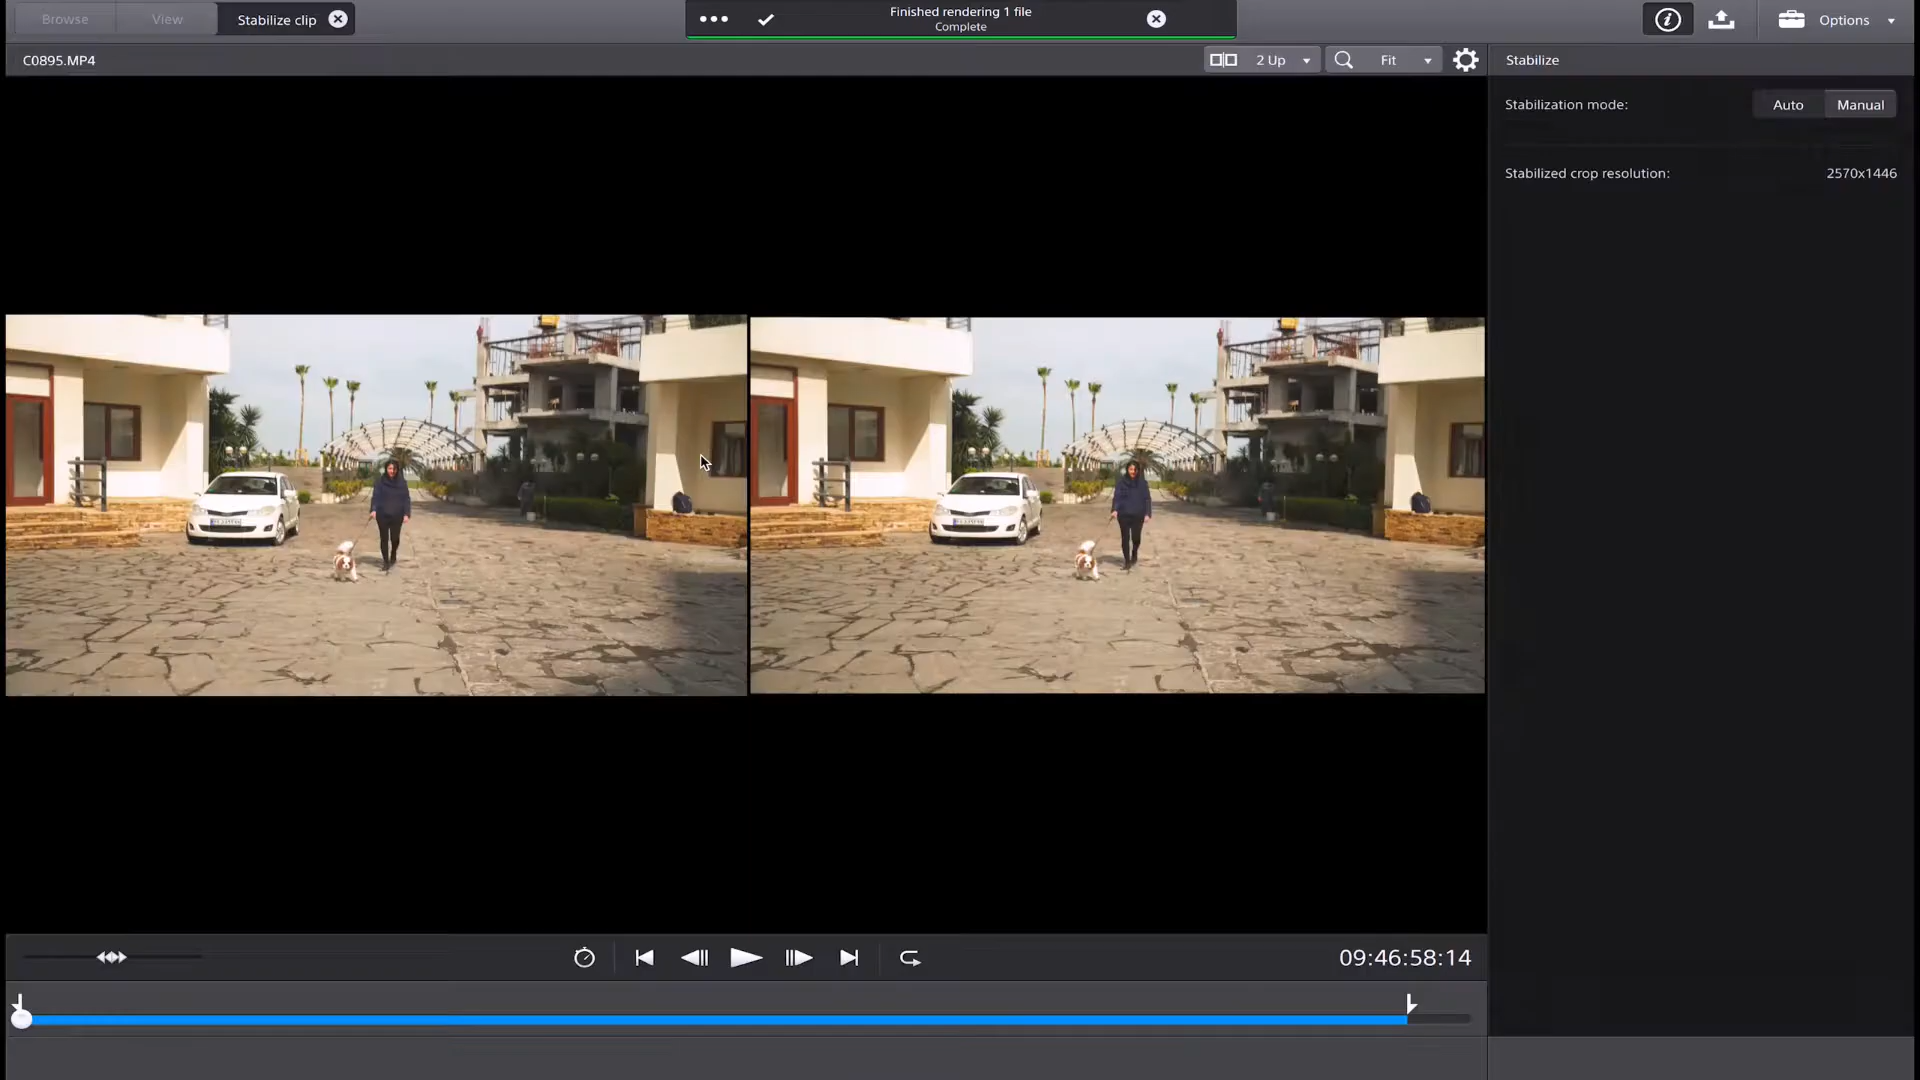 Browse
View
Stabilize clip
Finished rendering 1 file
Complete
Options
C0895.MP4
2 Up
Fit
Stabilize
Stabilization mode:
Auto
Manual
Stabilized crop resolution:
2570x1446
09:46:58:14